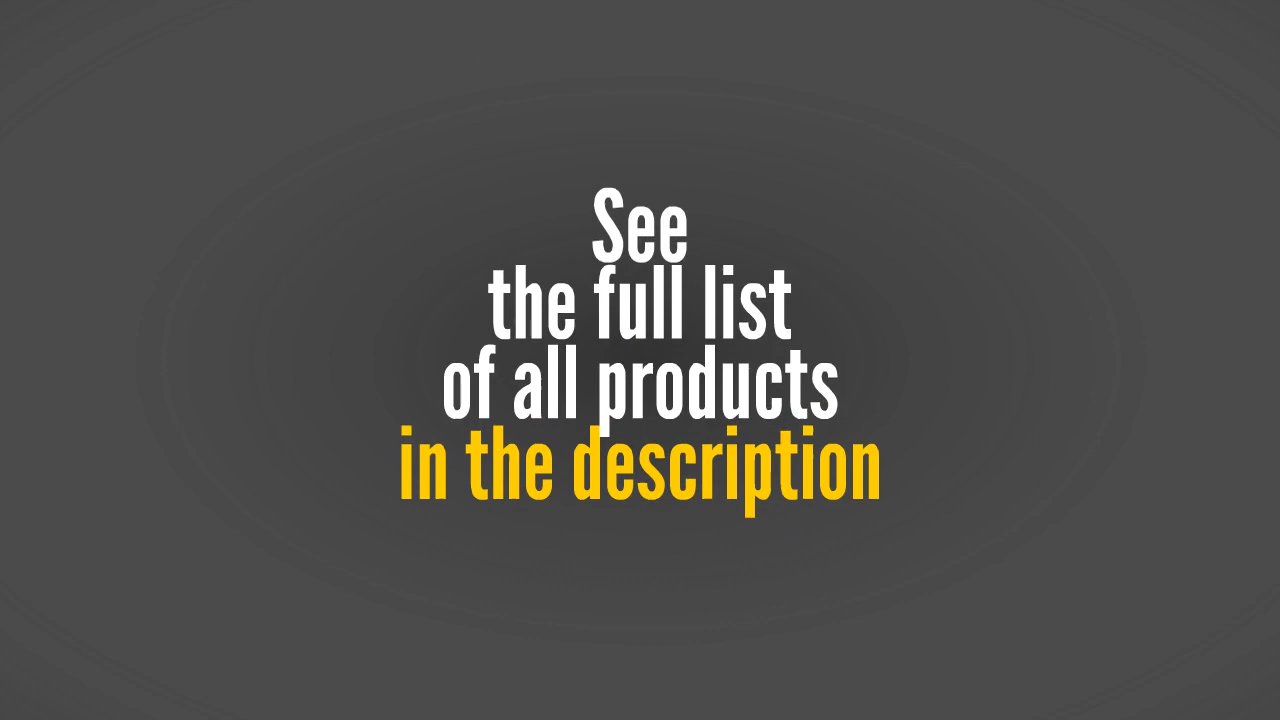 See
the full list
of all products
in the description